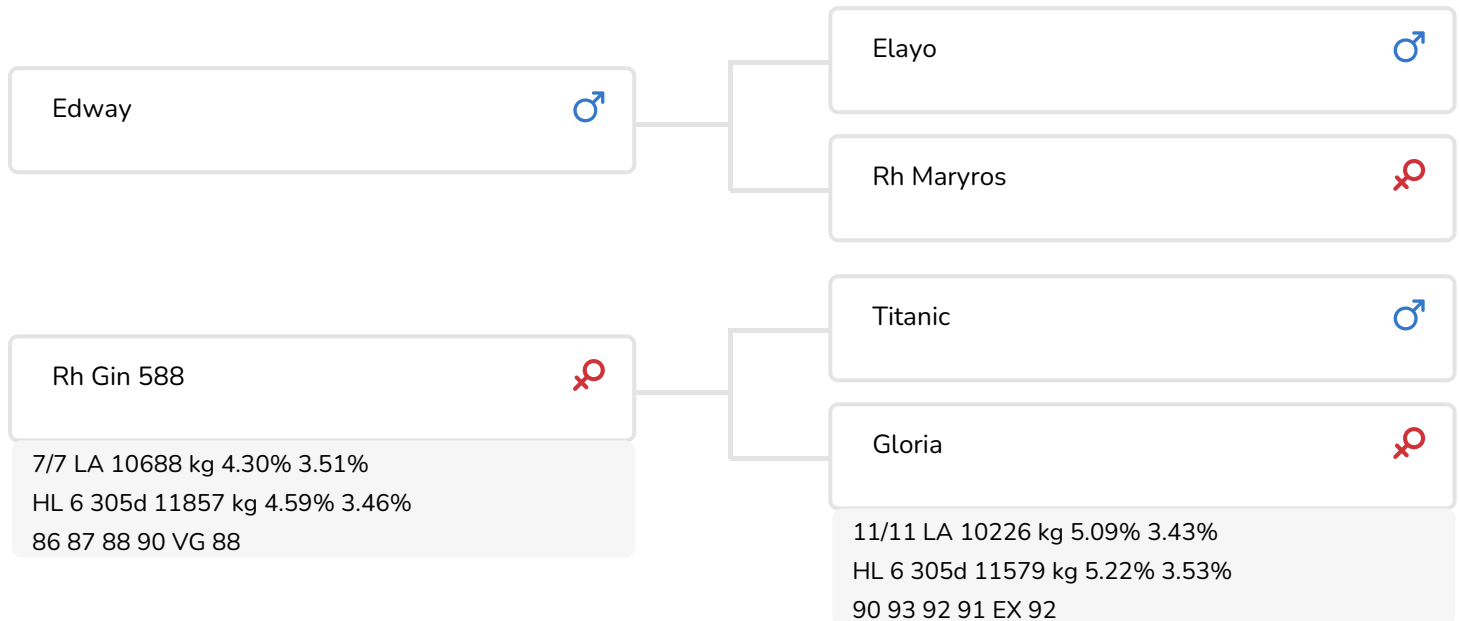 Edway
Elayo
Rh Maryros
Rh Gin 588
7/7 LA 10688 kg 4.30% 3.51%
HL 6 305d 11857 kg 4.59% 3.46%
86 87 88 90 VG 88
Titanic
Gloria
11/11 LA 10226 kg 5.09% 3.43%
HL 6 305d 11579 kg 5.22% 3.53%
90 93 92 91 EX 92